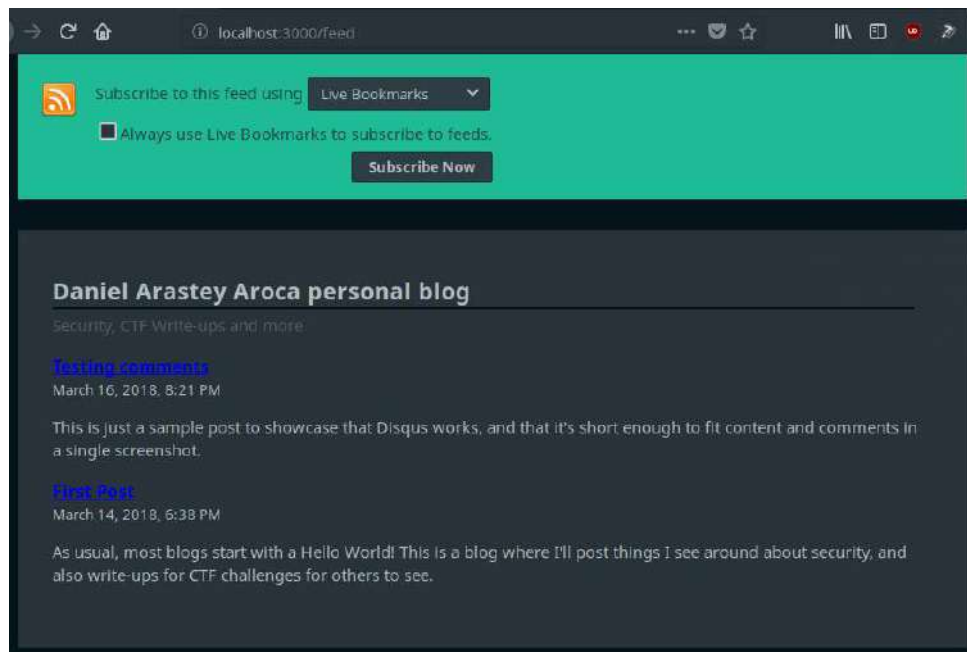 localhost:3000/feed
Subscribe to this feed using Live Bookmarks
Always use Live Bookmarks to subscribe to feeds.
Subscribe Now
Daniel Arastey Aroca personal blog
Security, CTF Write-ups and more
Testing comments
March 16, 2018, 8:21 PM
This is just a sample post to showcase that Disqus works, and that it's short enough to fit content and comments in
a single screenshot.
First Post
March 14, 2018, 6:38 PM
As usual, most blogs start with a Hello World! This is a blog where I'll post things I see around about security, and
also write-ups for CTF challenges for others to see.